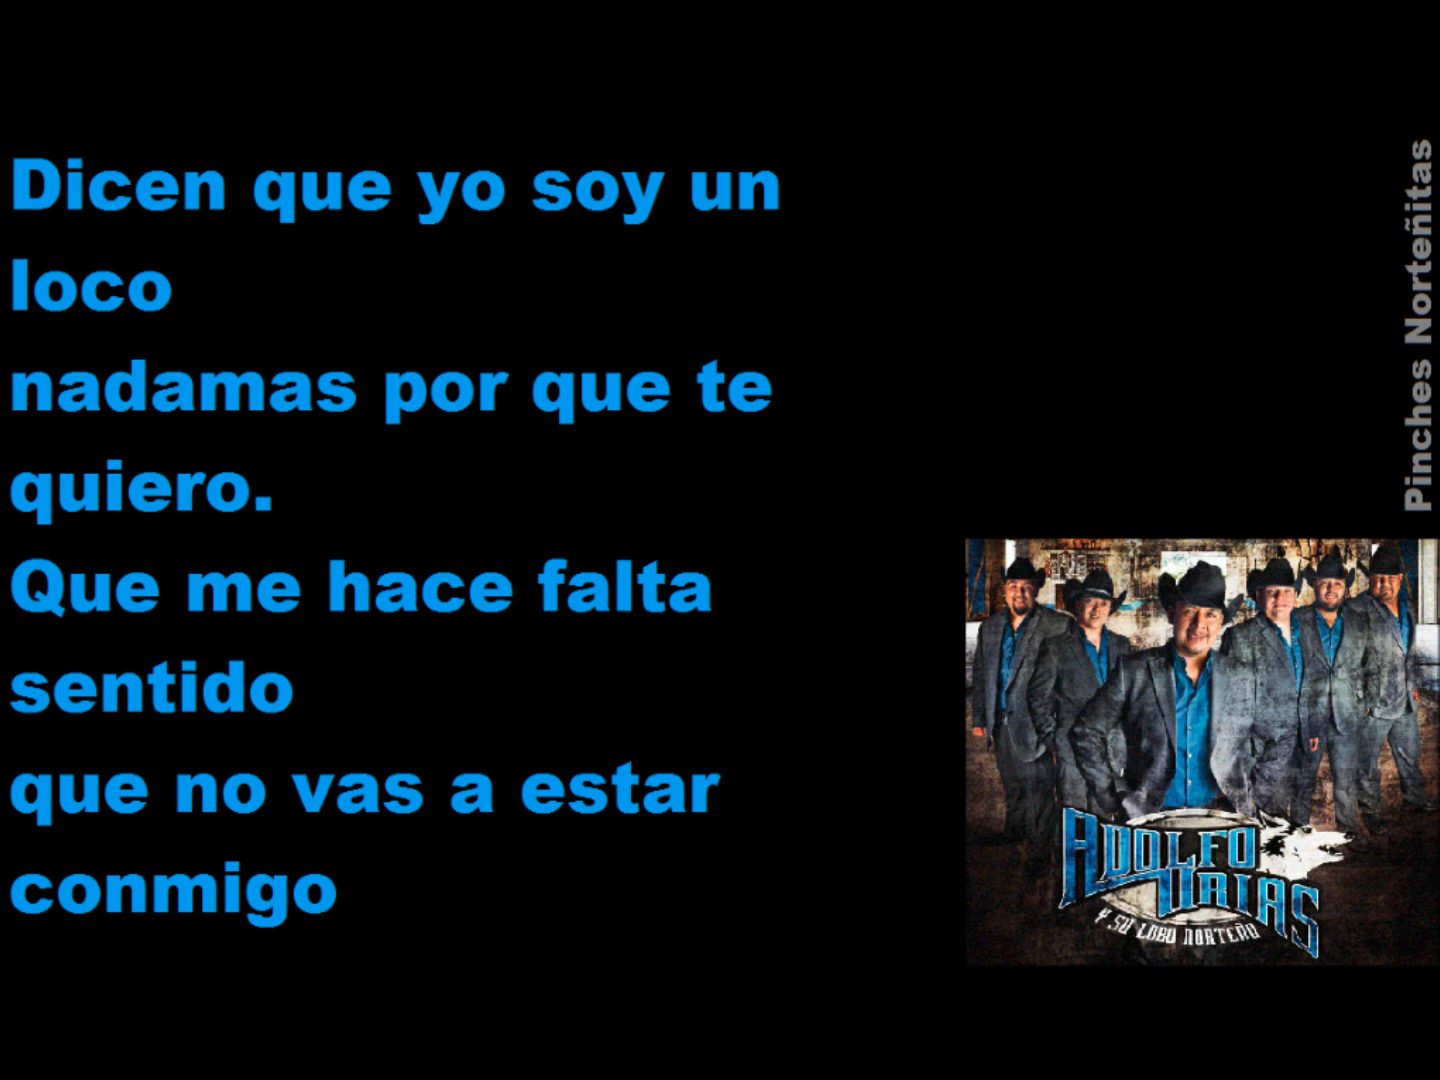 Dicen que yo soy un
loco
nadamas por que te
quiero.
Que me hace falta
sentido
que no vas a estar
conmigo
Pinches Norteñitas
ADOLFO
URIAS
Y SU LOBO NORTEÑO